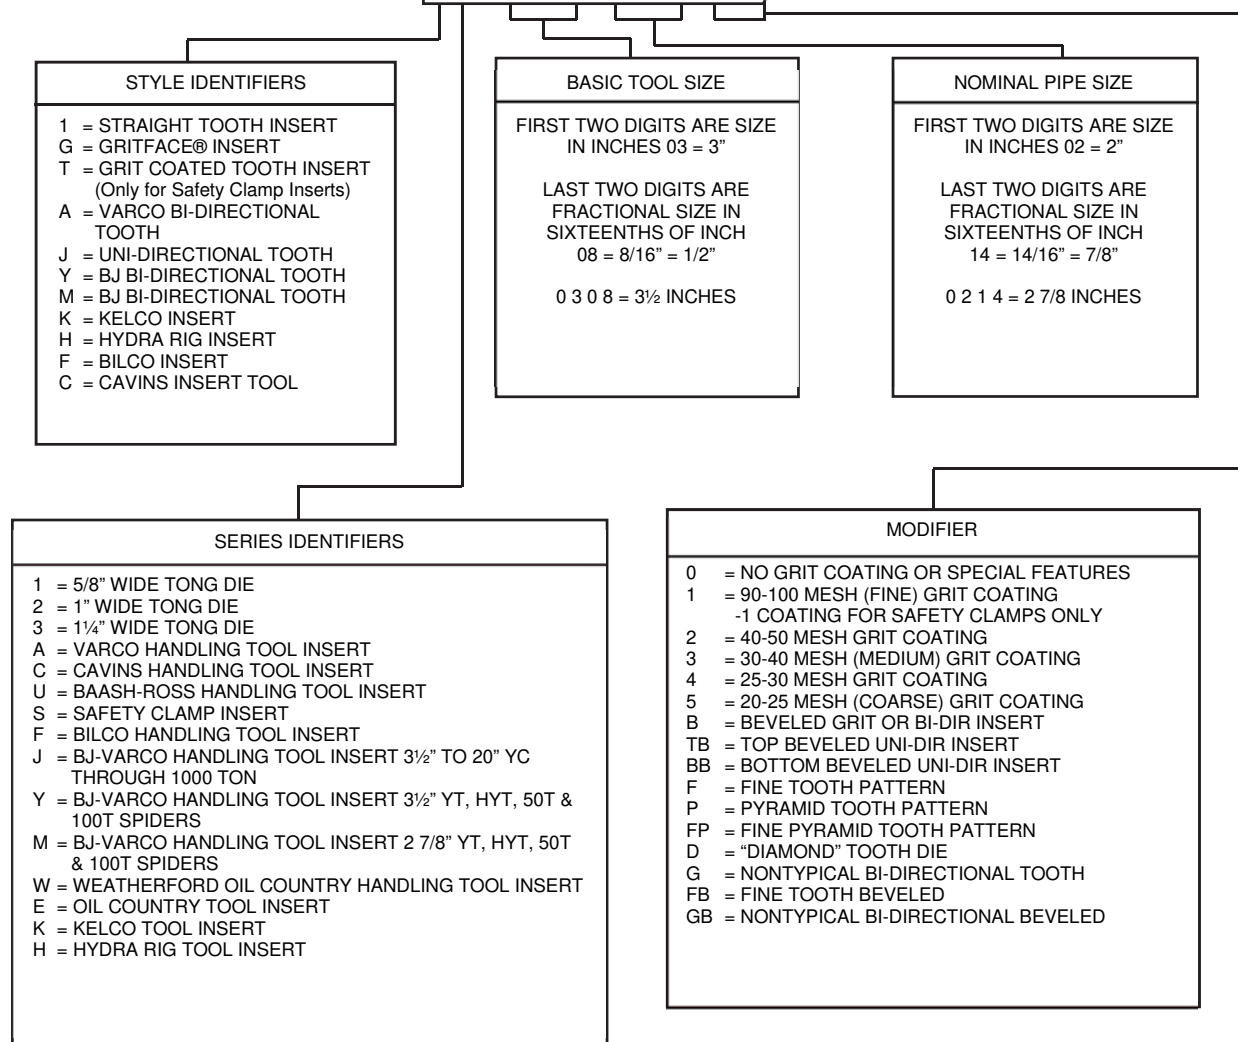 STYLE IDENTIFIERS
1 = STRAIGHT TOOTH INSERT
G = GRITFACE® INSERT
T = GRIT COATED TOOTH INSERT
(Only for Safety Clamp Inserts)
A = VARCO BI-DIRECTIONAL
TOOTH
J = UNI-DIRECTIONAL TOOTH
Y = BJ BI-DIRECTIONAL TOOTH
M = BJ BI-DIRECTIONAL TOOTH
K = KELCO INSERT
H = HYDRA RIG INSERT
F = BILCO INSERT
C = CAVINS INSERT TOOL
BASIC TOOL SIZE
FIRST TWO DIGITS ARE SIZE
IN INCHES 03 = 3”
LAST TWO DIGITS ARE
FRACTIONAL SIZE IN
SIXTEENTHS OF INCH
08 = 8/16” = 1/2”
0 3 0 8 = 3½ INCHES
NOMINAL PIPE SIZE
FIRST TWO DIGITS ARE SIZE
IN INCHES 02 = 2”
LAST TWO DIGITS ARE
FRACTIONAL SIZE IN
SIXTEENTHS OF INCH
14 = 14/16” = 7/8”
0 2 1 4 = 2 7/8 INCHES
SERIES IDENTIFIERS
1 = 5/8” WIDE TONG DIE
2 = 1” WIDE TONG DIE
3 = 1¼” WIDE TONG DIE
A = VARCO HANDLING TOOL INSERT
C = CAVINS HANDLING TOOL INSERT
U = BAASH-ROSS HANDLING TOOL INSERT
S = SAFETY CLAMP INSERT
F = BILCO HANDLING TOOL INSERT
J = BJ-VARCO HANDLING TOOL INSERT 3½” TO 20” YC
THROUGH 1000 TON
Y = BJ-VARCO HANDLING TOOL INSERT 3½” YT, HYT, 50T &
100T SPIDERS
M = BJ-VARCO HANDLING TOOL INSERT 2 7/8” YT, HYT, 50T
& 100T SPIDERS
W = WEATHERFORD OIL COUNTRY HANDLING TOOL INSERT
E = OIL COUNTRY TOOL INSERT
K = KELCO TOOL INSERT
H = HYDRA RIG TOOL INSERT
MODIFIER
0 = NO GRIT COATING OR SPECIAL FEATURES
1 = 90-100 MESH (FINE) GRIT COATING
-1 COATING FOR SAFETY CLAMPS ONLY
2 = 40-50 MESH GRIT COATING
3 = 30-40 MESH (MEDIUM) GRIT COATING
4 = 25-30 MESH GRIT COATING
5 = 20-25 MESH (COARSE) GRIT COATING
B = BEVELED GRIT OR BI-DIR INSERT
TB = TOP BEVELED UNI-DIR INSERT
BB = BOTTOM BEVELED UNI-DIR INSERT
F = FINE TOOTH PATTERN
P = PYRAMID TOOTH PATTERN
FP = FINE PYRAMID TOOTH PATTERN
D = “DIAMOND” TOOTH DIE
G = NONTYPICAL BI-DIRECTIONAL TOOTH
FB = FINE TOOTH BEVELED
GB = NONTYPICAL BI-DIRECTIONAL BEVELED